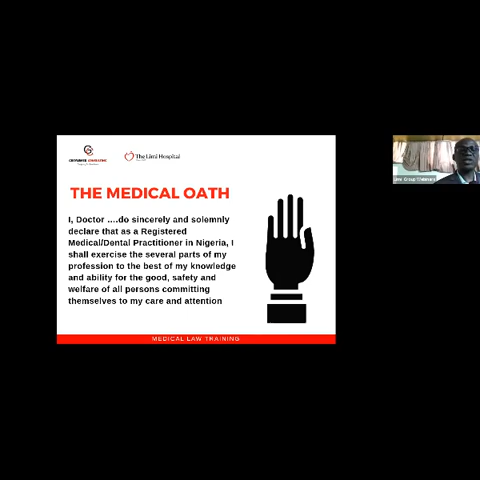 The Limi Hospital
THE MEDICAL OATH
I, Doctor ....do sincerely and solemnly
declare that as a Registered
Medical/Dental Practitioner in Nigeria, I
shall exercise the several parts of my
profession to the best of my knowledge
and ability for the good, safety and
welfare of all persons committing
themselves to my care and attention
MEDICAL LAW TRAINING